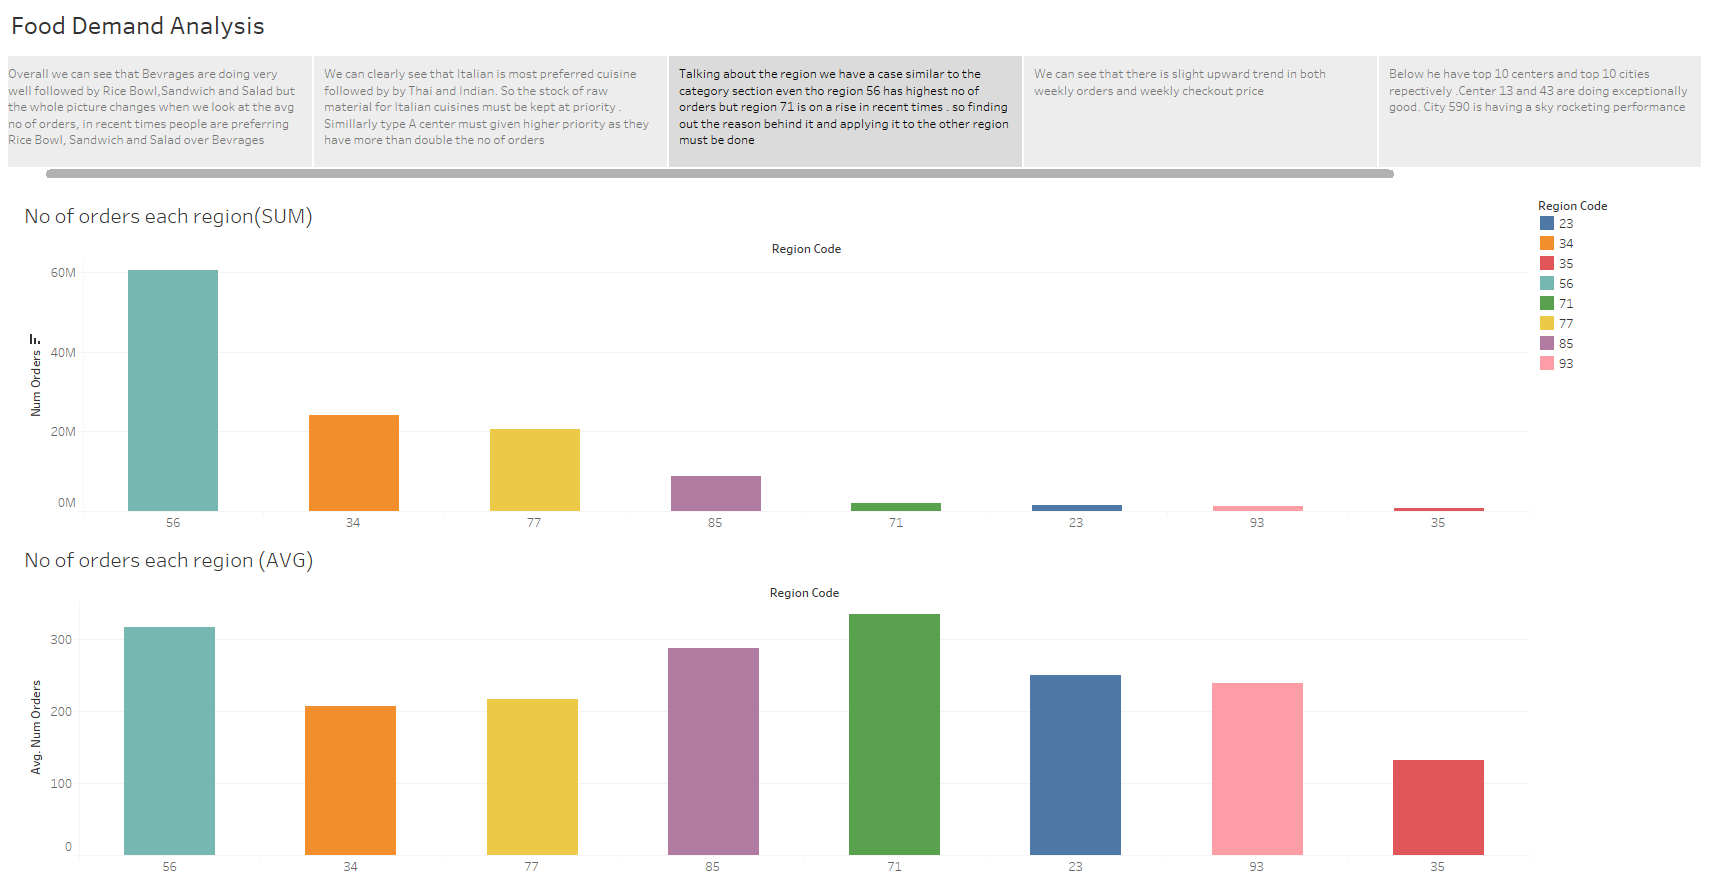 Food Demand Analysis
Overall we can see that Bevrages are doing very
well followed by Rice Bowl,Sandwich and Salad but
the whole picture changes when we look at the avg
no of orders, in recent times people are preferring
Rice Bowl, Sandwich and Salad over Bevrages
We can clearly see that Italian is most preferred cuisine
followed by by Thai and Indian. So the stock of raw
material for Italian cuisines must be kept at priority .
Simillarly type A center must given higher priority as they
have more than double the no of orders
Talking about the region we have a case similar to the
category section even tho region 56 has highest no of
orders but region 71 is on a rise in recent times . so finding
out the reason behind it and applying it to the other region
must be done
We can see that there is slight upward trend in both
weekly orders and weekly checkout price
Below he have top 10 centers and top 10 cities
repectively .Center 13 and 43 are doing exceptionally
good. City 590 is having a sky rocketing performance
No of orders each region(SUM)
Region Code
Num Orders
60M
40M
20M
0M
56 34 77 85 71 23 93 35
Region Code
23
34
35
56
71
77
85
93
No of orders each region (AVG)
Region Code
Avg. Num Orders
300
200
100
0
56 34 77 85 71 23 93 35